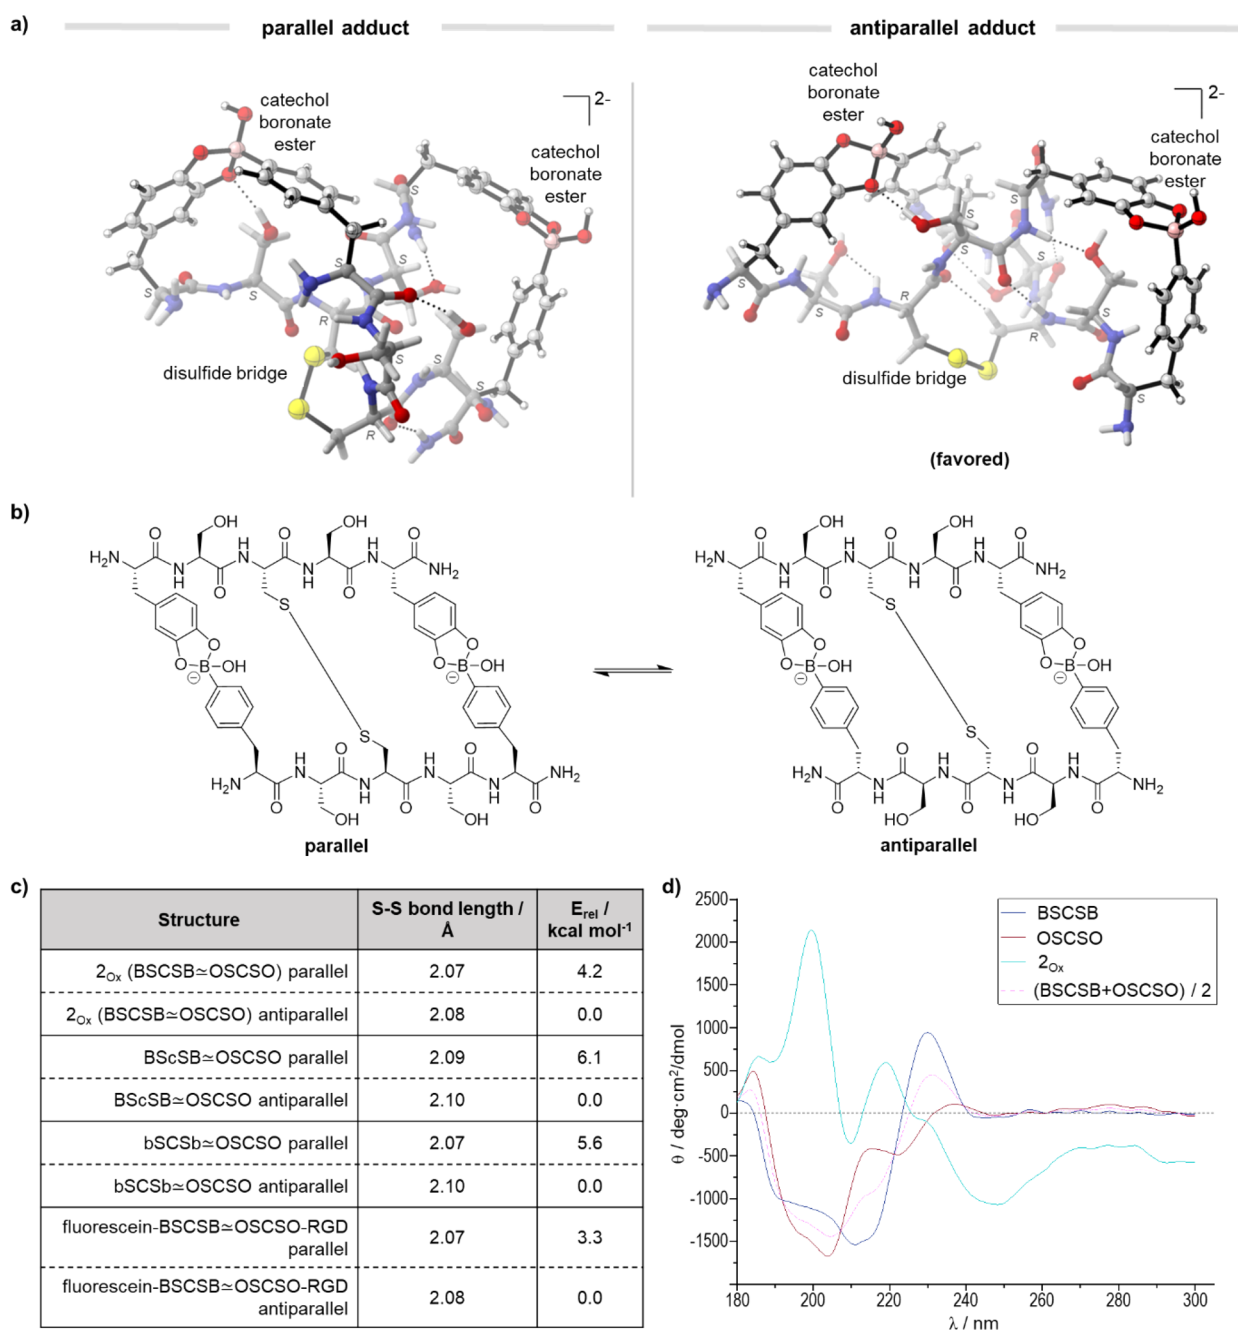 a)
parallel adduct
antiparallel adduct
catechol
boronate
ester
2-
catechol
boronate
ester
S
S
S
S
R
S
S
S
R
disulfide bridge
catechol
boronate
ester
2-
catechol
boronate
ester
S
S
S
S
S
R
R
S
disulfide bridge
(favored)
b)
OH
OH
O
O
O
H2N
N
H
H
N
N
H
H
N
NH2
O
O
S
O
O
O
O
B
OH
⊖
B
OH
⊖
S
H2N
H
N
O
N
H
H
N
O
N
H
NH2
O
O
O
OH
OH
parallel
OH
OH
O
O
O
H2N
N
H
H
N
N
H
H
N
NH2
O
O
S
O
O
O
O
B
OH
⊖
B
OH
⊖
S
H2N
O
N
H
O
H
N
N
H
O
H
N
O
O
NH2
HO
HO
antiparallel
c)
Structure
S-S bond length /
Å
Erel /
kcal mol-1
2Ox (BSCSB≃OSCSO) parallel
2.07
4.2
2Ox (BSCSB≃OSCSO) antiparallel
2.08
0.0
BScSB≃OSCSO parallel
2.09
6.1
BScSB≃OSCSO antiparallel
2.10
0.0
bSCSb≃OSCSO parallel
2.07
5.6
bSCSb≃OSCSO antiparallel
2.10
0.0
fluorescein-BSCSB≃OSCSO-RGD
parallel
2.07
3.3
fluorescein-BSCSB≃OSCSO-RGD
antiparallel
2.08
0.0
d)
2500
2000
1500
1000
500
0
-500
-1000
-1500
θ / deg·cm2/dmol
BSCSB
OSCSO
2Ox
(BSCSB+OSCSO) / 2
180
200
220
240
260
280
300
λ / nm